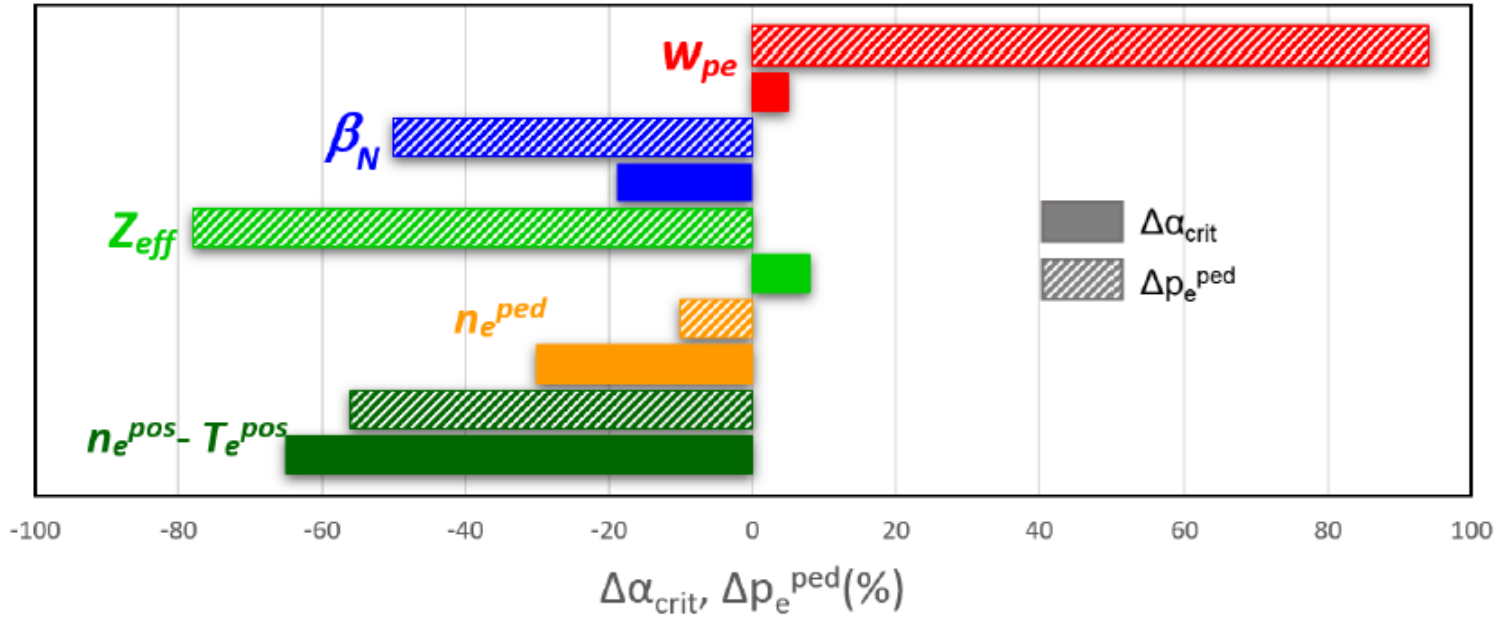 w_pe
β_N
Z_eff
n_e^ped
n_e^pos - T_e^pos
Δα_crit
Δp_e^ped
-100 -80 -60 -40 -20 0 20 40 60 80 100
Δα_crit, Δp_e^ped(%)